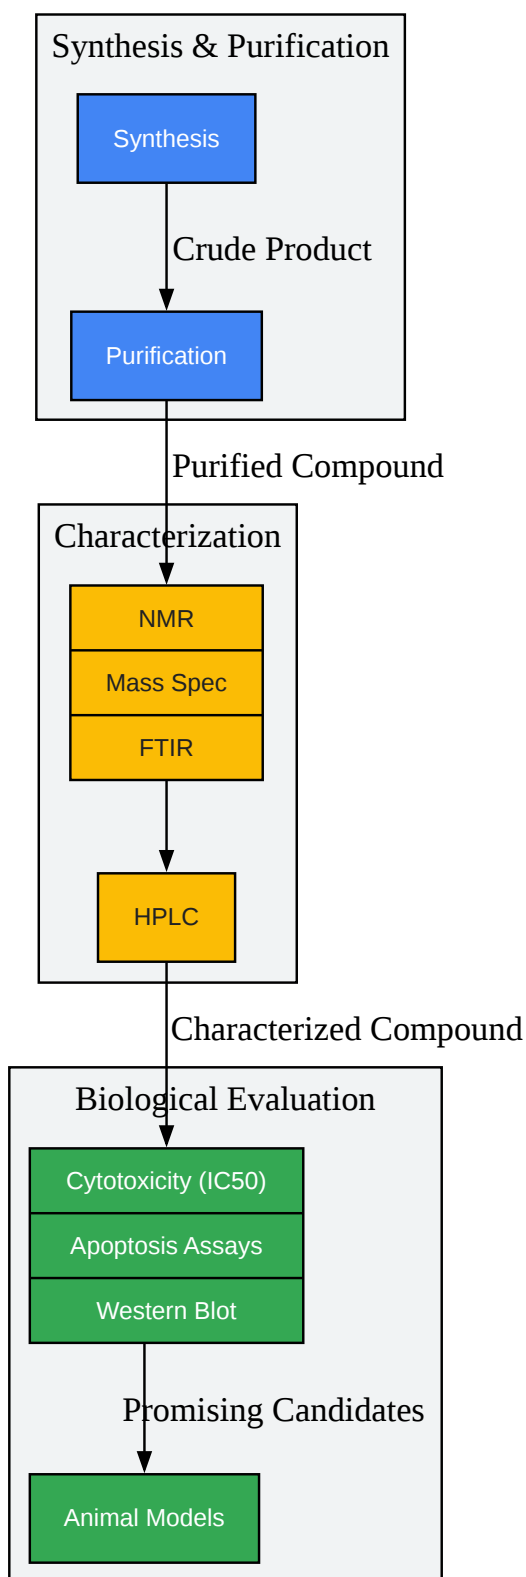 Synthesis & Purification
Synthesis
Crude Product
Purification
Purified Compound
Characterization
NMR
Mass Spec
FTIR
HPLC
Characterized Compound
Biological Evaluation
Cytotoxicity (IC50)
Apoptosis Assays
Western Blot
Promising Candidates
Animal Models